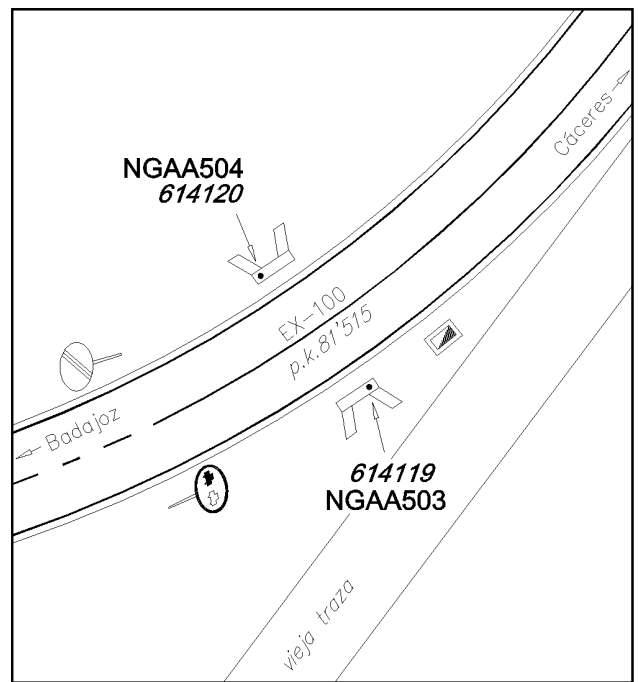 Cáceres
NGAA504
614120
EX-100
p.k.81'515
Badajoz
614119
NGAA503
vieja traza